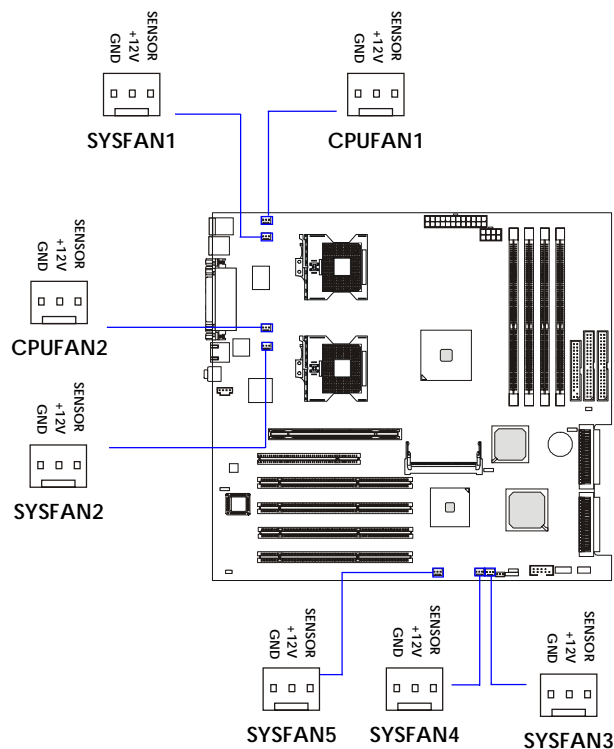 GND
+12V
SENSOR
SYSFAN1
GND
+12V
SENSOR
CPUFAN1
GND
+12V
SENSOR
CPUFAN2
GND
+12V
SENSOR
SYSFAN2
GND
+12V
SENSOR
SYSFAN5
GND
+12V
SENSOR
SYSFAN4
GND
+12V
SENSOR
SYSFAN3